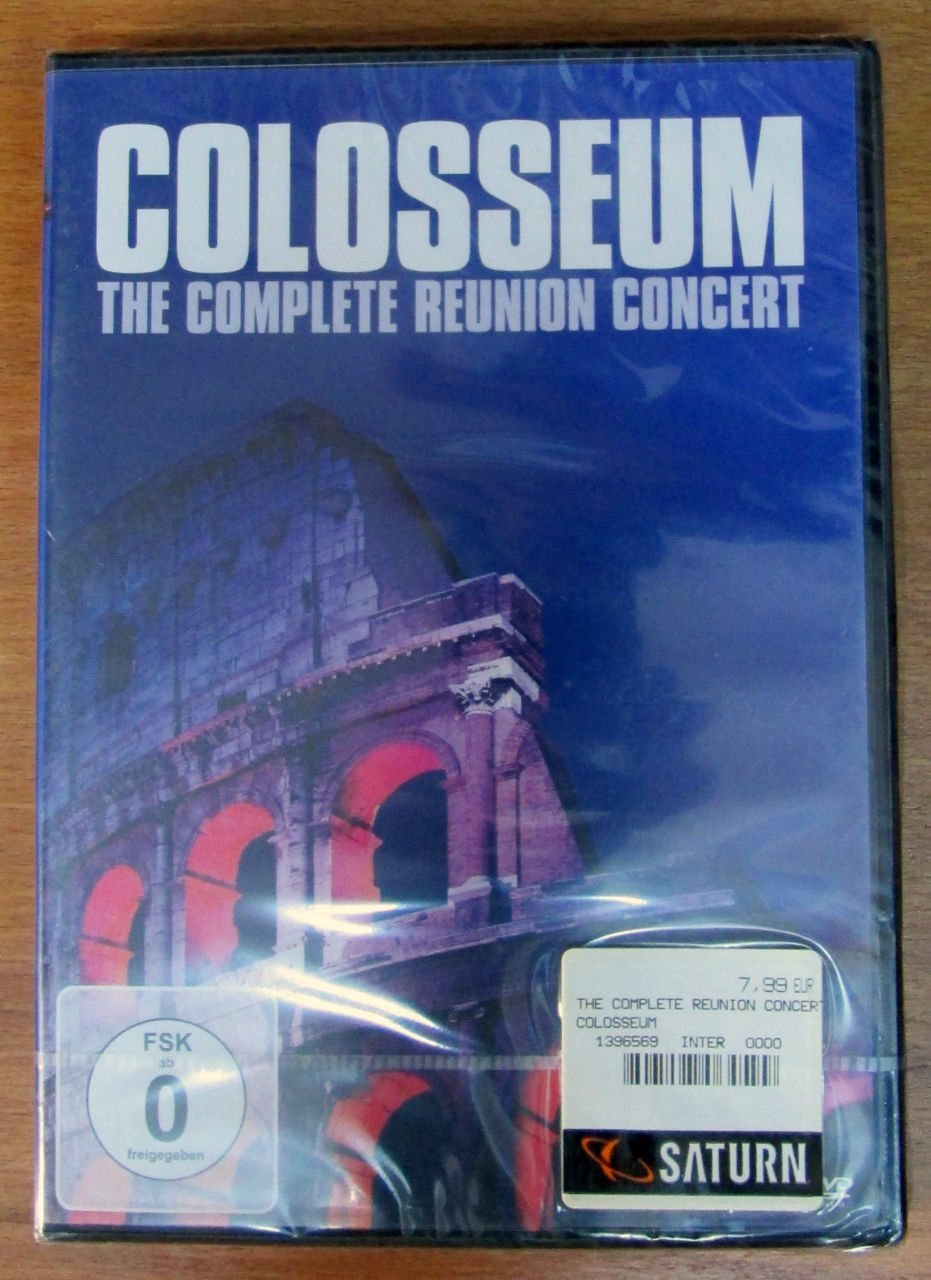 COLOSSEUM
THE COMPLETE REUNION CONCERT
7,99 EUR
THE COMPLETE REUNION CONCERT
COLOSSEUM
1396569 INTER 0000
SATURN
FSK
ab
0
freigegeben